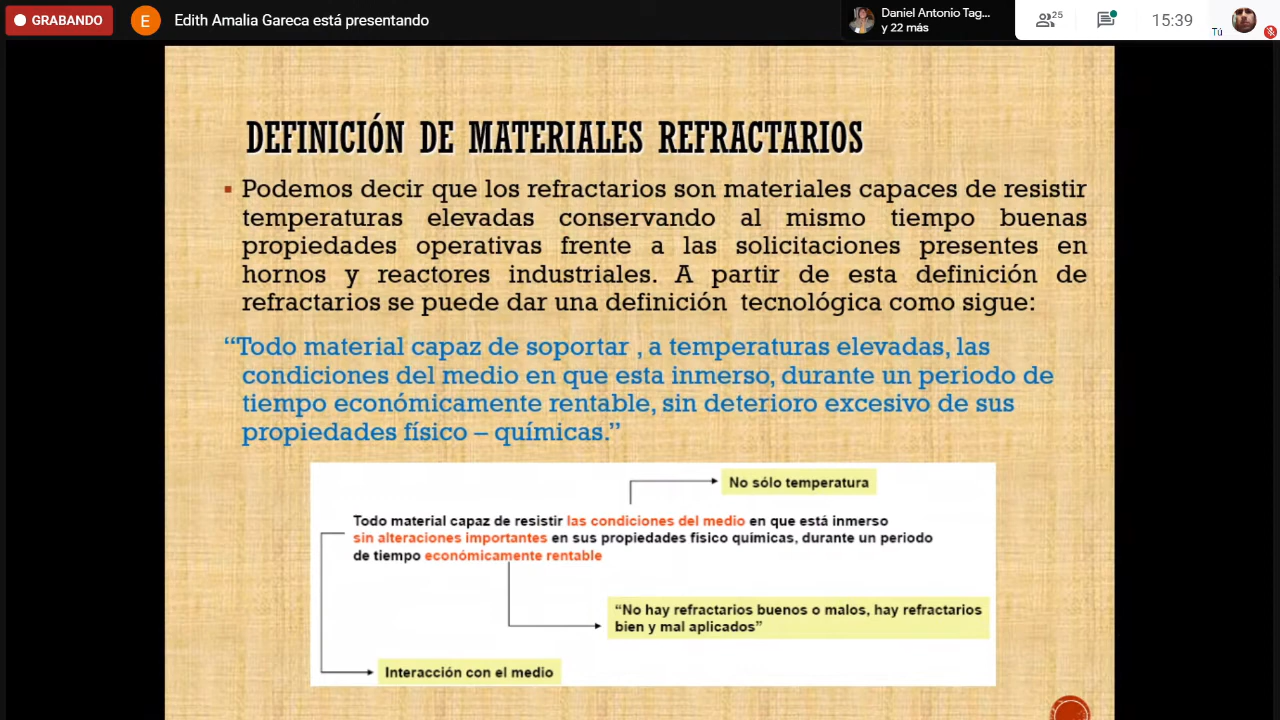 GRABANDO
E
Edith Amalia Gareca está presentando
Daniel Antonio Tag...
y 22 más
25
15:39
Tú
DEFINICIÓN DE MATERIALES REFRACTARIOS
▪ Podemos decir que los refractarios son materiales capaces de resistir
temperaturas elevadas conservando al mismo tiempo buenas
propiedades operativas frente a las solicitaciones presentes en
hornos y reactores industriales. A partir de esta definición de
refractarios se puede dar una definición tecnológica como sigue:
“Todo material capaz de soportar , a temperaturas elevadas, las
condiciones del medio en que esta inmerso, durante un periodo de
tiempo económicamente rentable, sin deterioro excesivo de sus
propiedades físico – químicas.”
No sólo temperatura
Todo material capaz de resistir las condiciones del medio en que está inmerso
sin alteraciones importantes en sus propiedades físico químicas, durante un periodo
de tiempo económicamente rentable
“No hay refractarios buenos o malos, hay refractarios
bien y mal aplicados”
Interacción con el medio